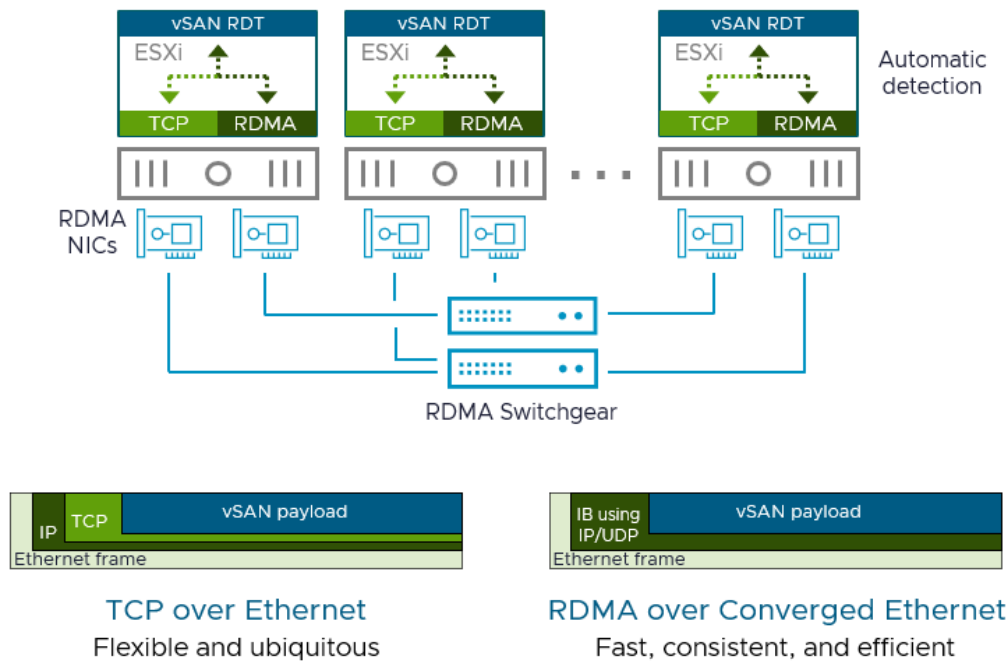 vSAN RDT
vSAN RDT
vSAN RDT
ESXi
ESXi
ESXi
Automatic
detection
TCP
RDMA
TCP
RDMA
TCP
RDMA
RDMA
NICs
RDMA Switchgear
IP
TCP
vSAN payload
Ethernet frame
IB using
IP/UDP
vSAN payload
Ethernet frame
TCP over Ethernet
Flexible and ubiquitous
RDMA over Converged Ethernet
Fast, consistent, and efficient